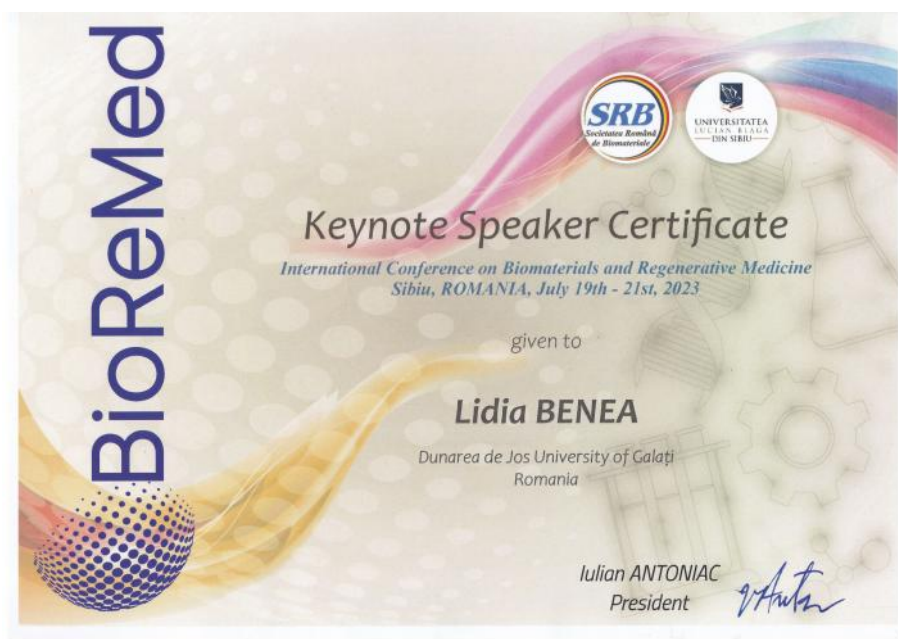 BioReMed
SRB
Societatea Română
de Biomateriale
UNIVERSITATEA
LUCIAN BLAGA
DIN SIBIU
Keynote Speaker Certificate
International Conference on Biomaterials and Regenerative Medicine
Sibiu, ROMANIA, July 19th - 21st, 2023
given to
Lidia BENEA
Dunarea de Jos University of Galați
Romania
Iulian ANTONIAC
President